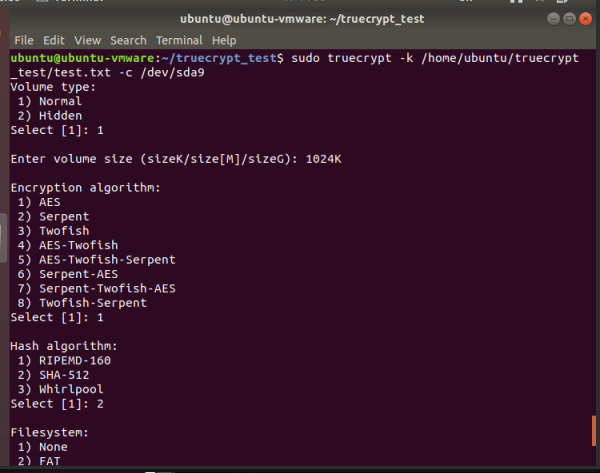 ubuntu@ubuntu-vmware: ~/truecrypt_test
File Edit View Search Terminal Help
ubuntu@ubuntu-vmware:~/truecrypt_test$ sudo truecrypt -k /home/ubuntu/truecrypt
_test/test.txt -c /dev/sda9
Volume type:
1) Normal
2) Hidden
Select [1]: 1
Enter volume size (sizeK/size[M]/sizeG): 1024K
Encryption algorithm:
1) AES
2) Serpent
3) Twofish
4) AES-Twofish
5) AES-Twofish-Serpent
6) Serpent-AES
7) Serpent-Twofish-AES
8) Twofish-Serpent
Select [1]: 1
Hash algorithm:
1) RIPEMD-160
2) SHA-512
3) Whirlpool
Select [1]: 2
Filesystem:
1) None
2) FAT